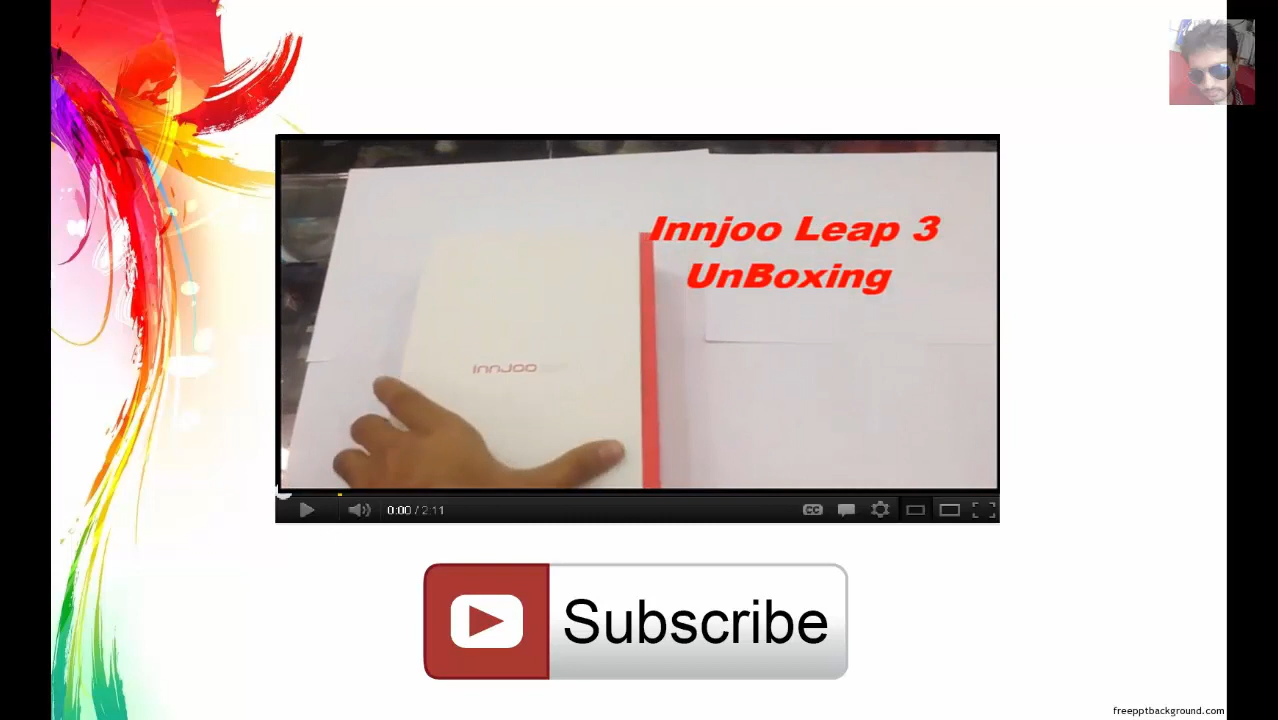 Innjoo Leap 3
UnBoxing
InnJoo
0:00 / 2:11
CC
Subscribe
freepptbackground.com